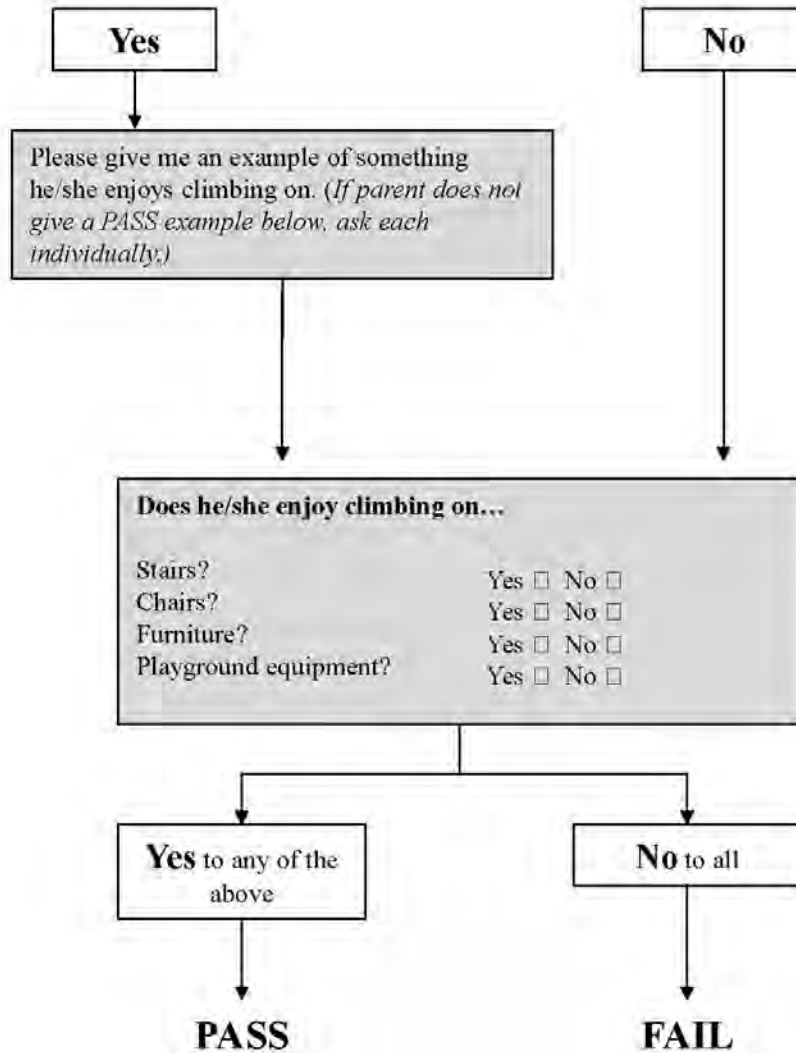 Yes
No
Please give me an example of something
he/she enjoys climbing on. (If parent does not
give a PASS example below, ask each
individually.)
Does he/she enjoy climbing on…
Stairs? Yes □ No □
Chairs? Yes □ No □
Furniture? Yes □ No □
Playground equipment? Yes □ No □
Yes to any of the
above
No to all
PASS
FAIL